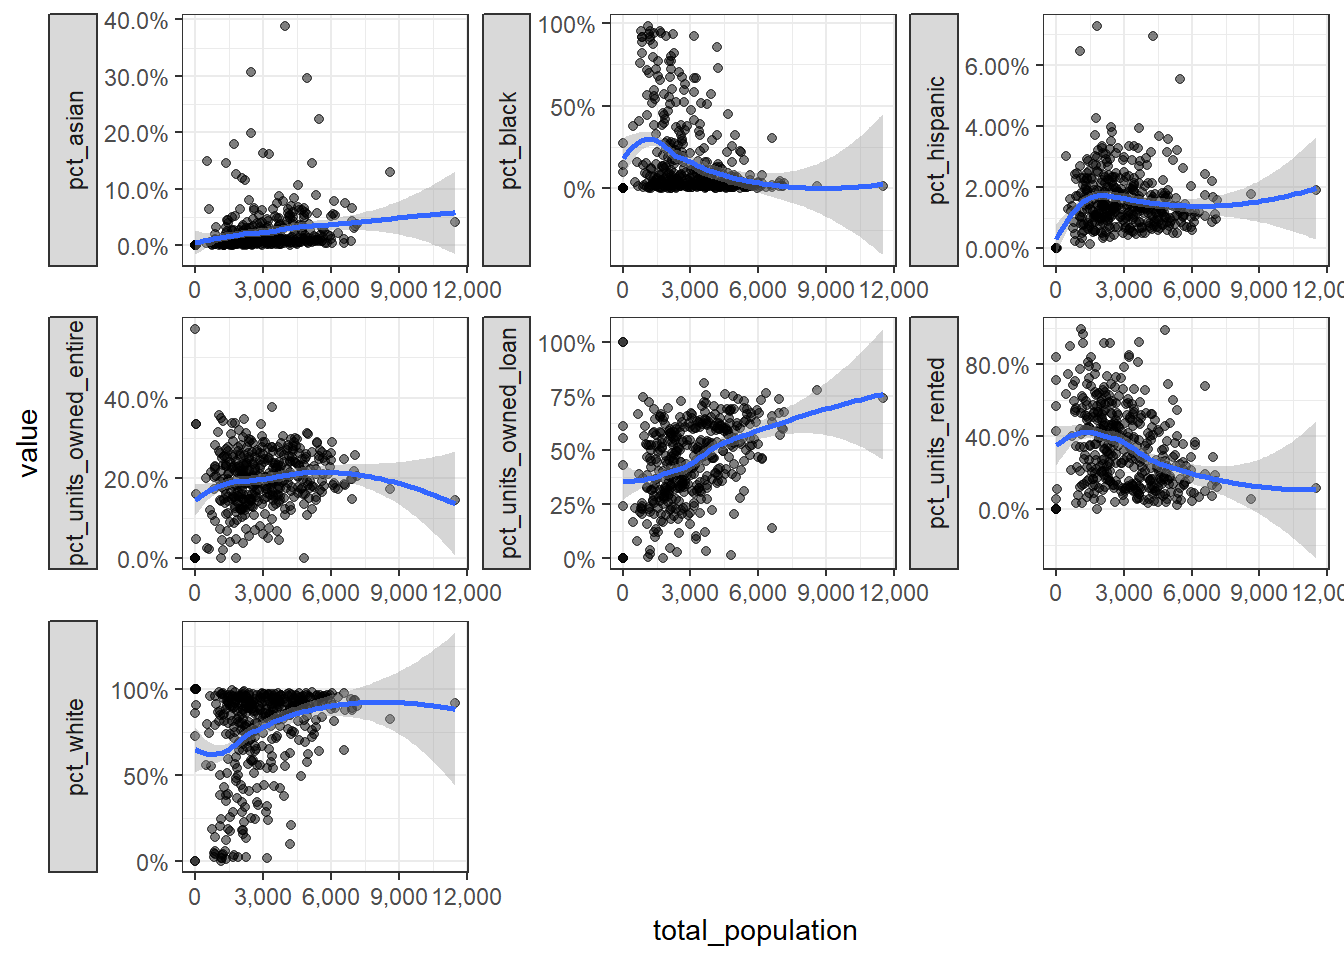 pct_asian
40.0%
30.0%
20.0%
10.0%
0.0%
0 3,000 6,000 9,000 12,000
pct_black
100%
50%
0%
0 3,000 6,000 9,000 12,000
pct_hispanic
6.00%
4.00%
2.00%
0.00%
0 3,000 6,000 9,000 12,000
value
pct_units_owned_entire
40.0%
20.0%
0.0%
0 3,000 6,000 9,000 12,000
pct_units_owned_loan
100%
75%
50%
25%
0%
0 3,000 6,000 9,000 12,000
pct_units_rented
80.0%
40.0%
0.0%
0 3,000 6,000 9,000 12,000
pct_white
100%
50%
0%
0 3,000 6,000 9,000 12,000
total_population